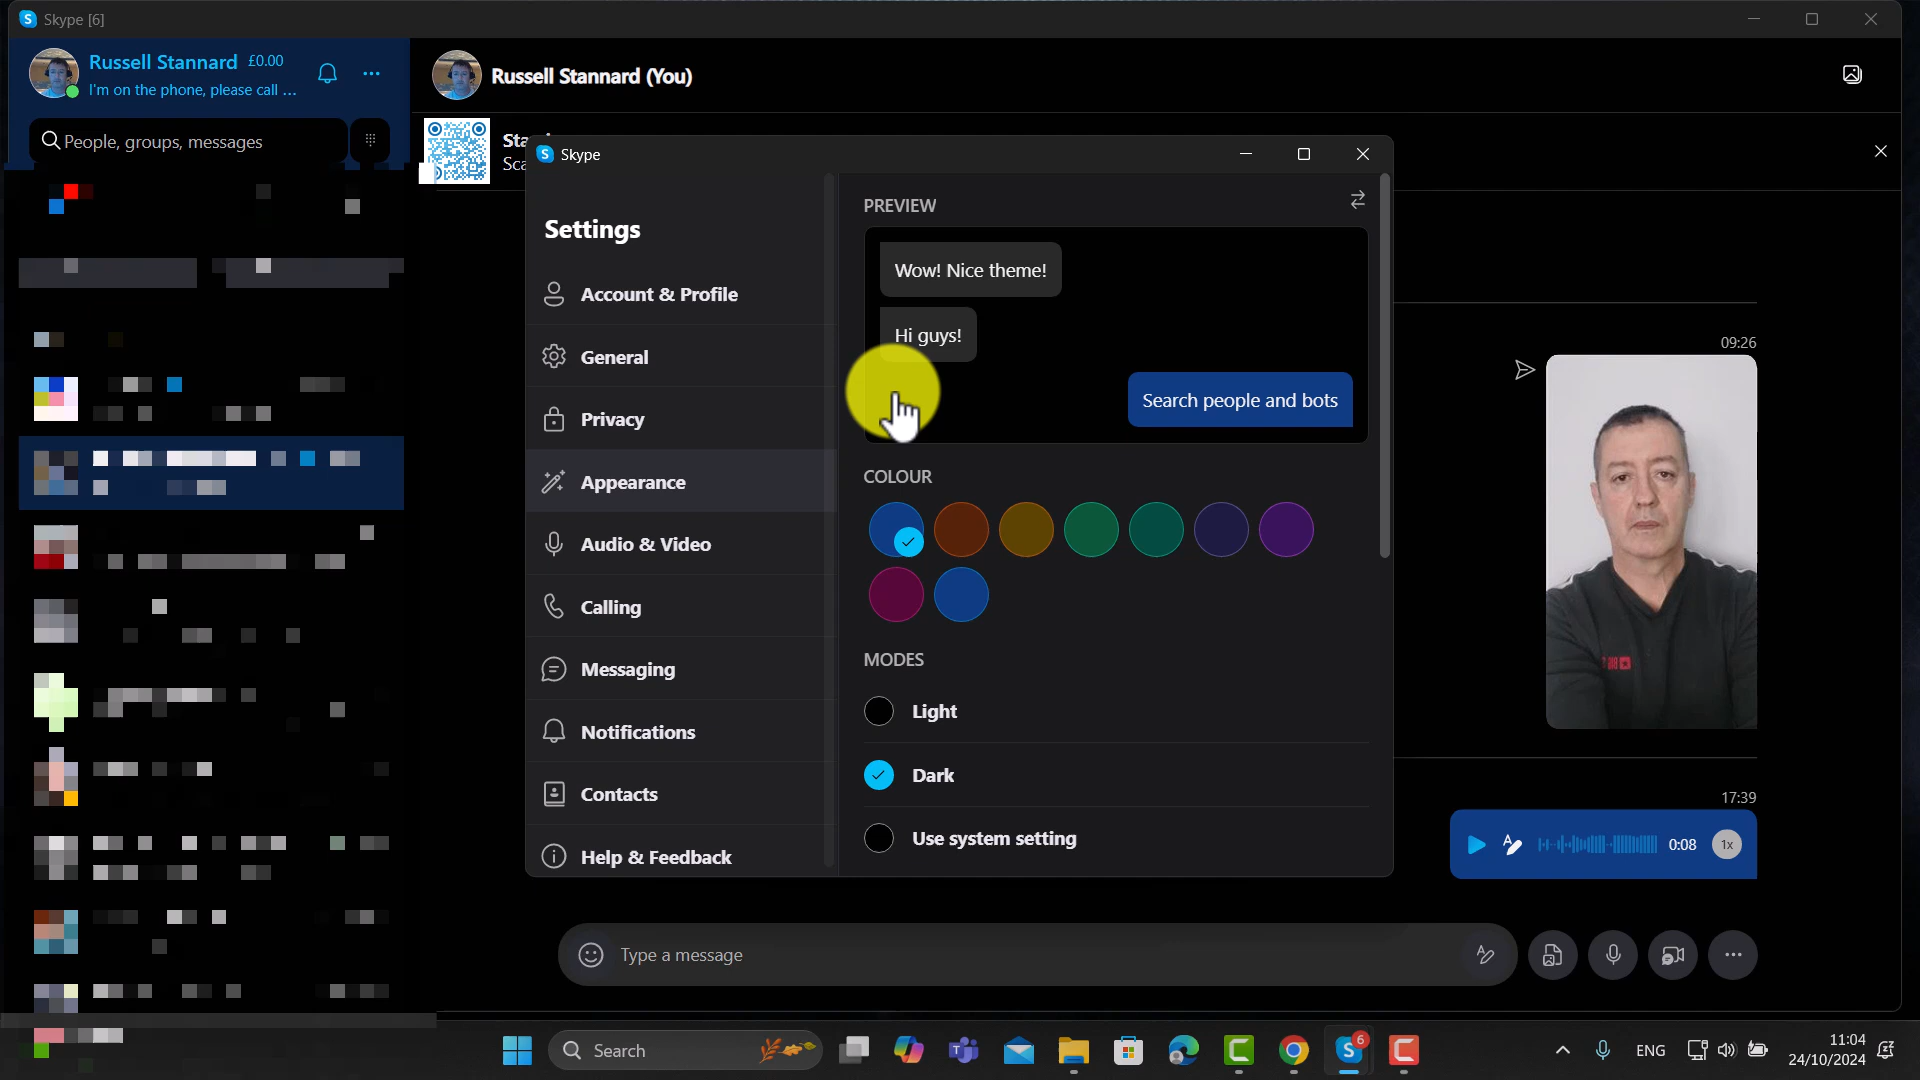 Skype [6]
Russell Stannard £0.00
I'm on the phone, please call ...
People, groups, messages
Russell Stannard (You)
Skype
Settings
Account & Profile
General
Privacy
Appearance
Audio & Video
Calling
Messaging
Notifications
Contacts
Help & Feedback
PREVIEW
Wow! Nice theme!
Hi guys!
Search people and bots
COLOUR
MODES
Light
Dark
Use system setting
09:26
17:39
0:08
1x
Type a message
Search
6
ENG
11:04
24/10/2024